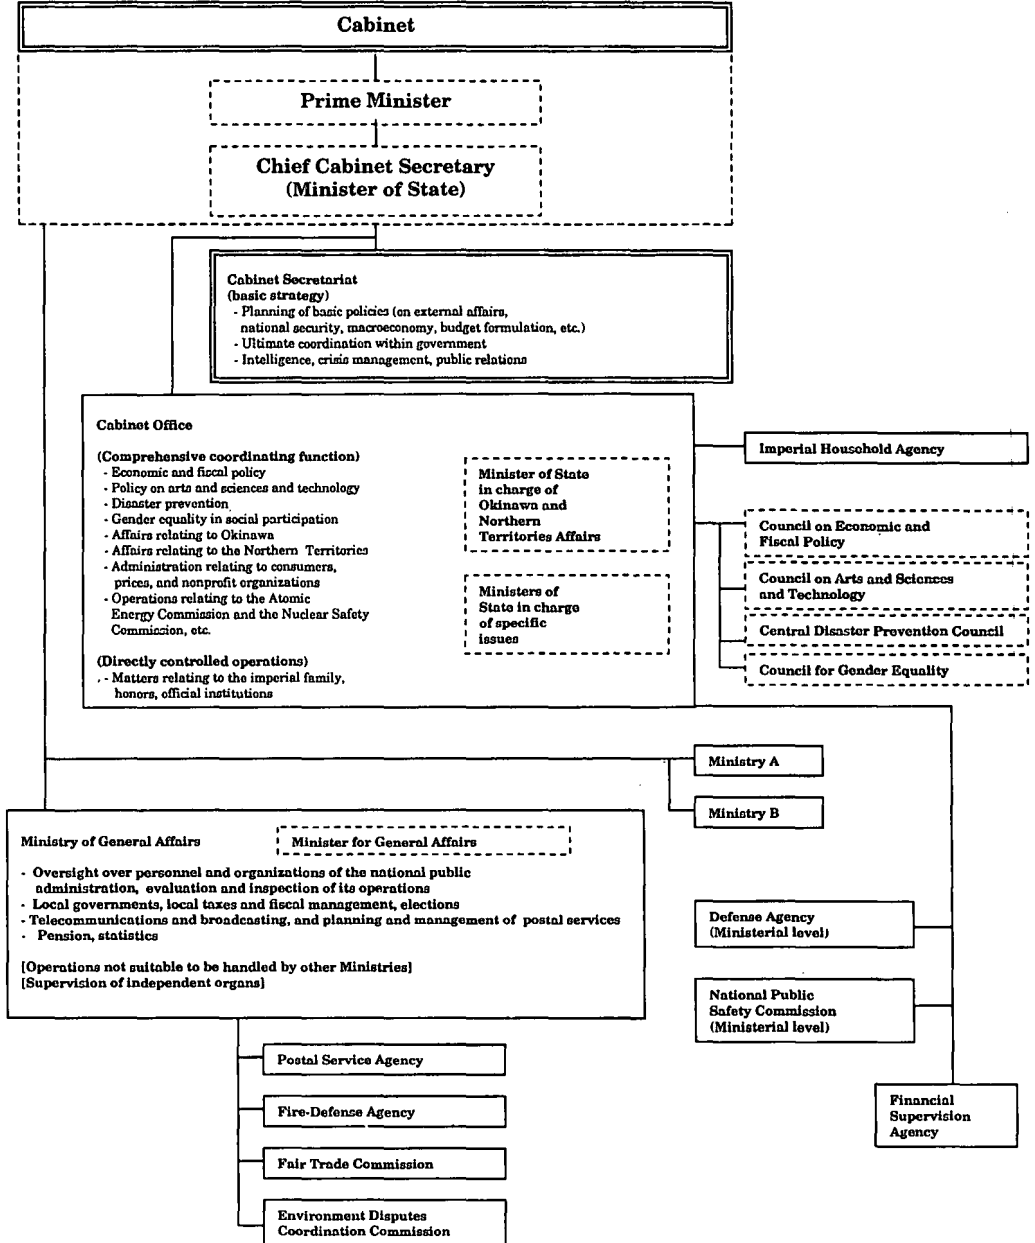 Cabinet
Prime Minister
Chief Cabinet Secretary
(Minister of State)
Cabinet Secretariat
(basic strategy)
- Planning of basic policies (on external affairs,
national security, macroeconomy, budget formulation, etc.)
- Ultimate coordination within government
- Intelligence, crisis management, public relations
Cabinet Office
(Comprehensive coordinating function)
- Economic and fiscal policy
- Policy on arts and sciences and technology
- Disaster prevention
- Gender equality in social participation
- Affairs relating to Okinawa
- Affairs relating to the Northern Territories
- Administration relating to consumers,
prices, and nonprofit organizations
- Operations relating to the Atomic
Energy Commission and the Nuclear Safety
Commission, etc.
(Directly controlled operations)
- Matters relating to the imperial family,
honors, official institutions
Minister of State
in charge of
Okinawa and
Northern
Territories Affairs
Ministers of
State in charge
of specific
issues
Imperial Household Agency
Council on Economic and
Fiscal Policy
Council on Arts and Sciences
and Technology
Central Disaster Prevention Council
Council for Gender Equality
Ministry A
Ministry B
Ministry of General Affairs
Minister for General Affairs
- Oversight over personnel and organizations of the national public
administration, evaluation and inspection of its operations
- Local governments, local taxes and fiscal management, elections
- Telecommunications and broadcasting, and planning and management of postal services
- Pension, statistics
[Operations not suitable to be handled by other Ministries]
[Supervision of independent organs]
Defense Agency
(Ministerial level)
National Public
Safety Commission
(Ministerial level)
Financial
Supervision
Agency
Postal Service Agency
Fire-Defense Agency
Fair Trade Commission
Environment Disputes
Coordination Commission